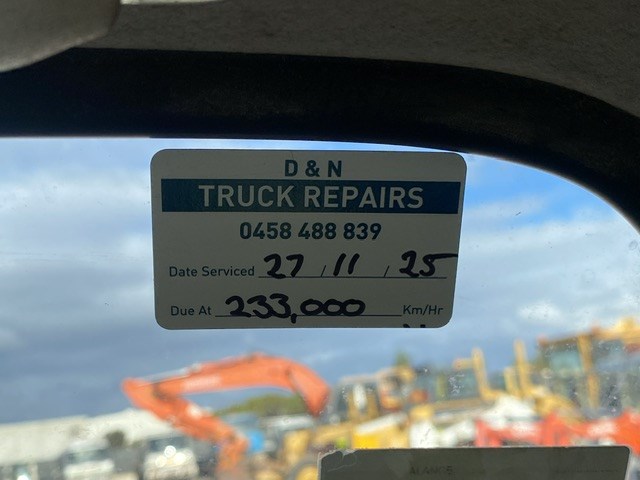 D & N
TRUCK REPAIRS
0458 488 839
Date Serviced 27 / 11 / 25
Due At 233,000 Km/Hr